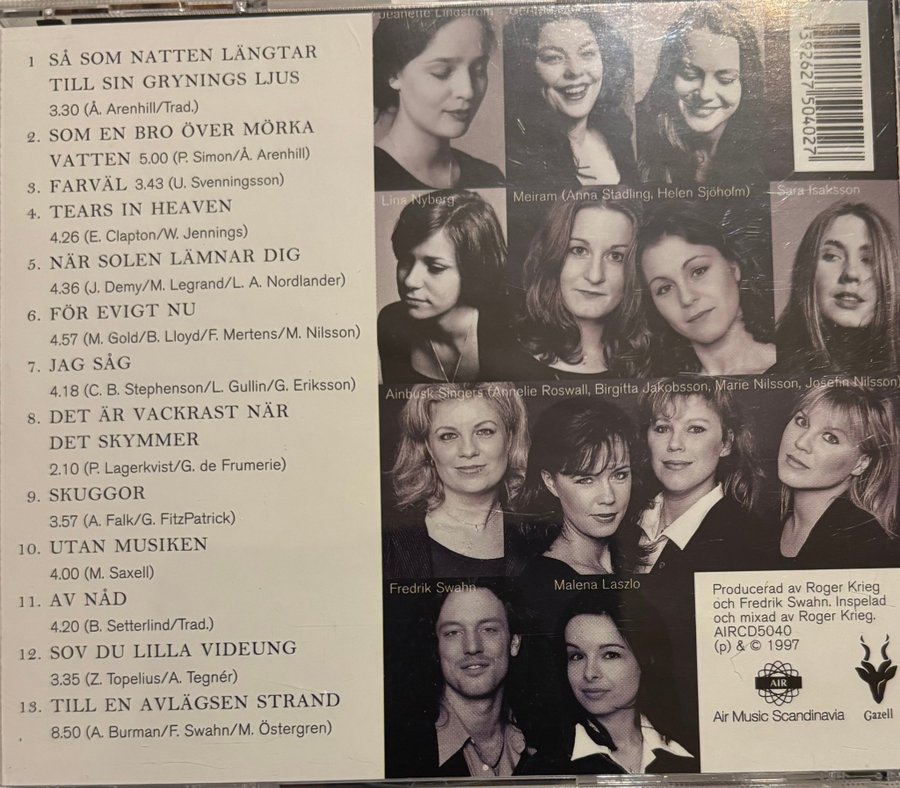 1 SÅ SOM NATTEN LÄNGTAR
TILL SIN GRYNINGS LJUS
3.30 (Å. Arenhill/Trad.)
2. SOM EN BRO ÖVER MÖRKA
VATTEN 5.00 (P. Simon/Å. Arenhill)
3. FARVÄL 3.43 (U. Svenningsson)
4. TEARS IN HEAVEN
4.26 (E. Clapton/W. Jennings)
5. NÄR SOLEN LÄMNAR DIG
4.36 (J. Demy/M. Legrand/L. A. Nordlander)
6. FÖR EVIGT NU
4.57 (M. Gold/B. Lloyd/F. Mertens/M. Nilsson)
7. JAG SÅG
4.18 (C. B. Stephenson/L. Gullin/G. Eriksson)
8. DET ÄR VACKRAST NÄR
DET SKYMMER
2.10 (P. Lagerkvist/G. de Frumerie)
9. SKUGGOR
3.57 (A. Falk/G. FitzPatrick)
10. UTAN MUSIKEN
4.00 (M. Saxell)
11. AV NÅD
4.20 (B. Setterlind/Trad.)
12. SOV DU LILLA VIDEUNG
3.35 (Z. Topelius/A. Tegnér)
13. TILL EN AVLÄGSEN STRAND
8.50 (A. Burman/F. Swahn/M. Östergren)
Jeanette Lindström
7392627504027
Lina Nyberg
Meiram (Anna Stadling, Helen Sjöholm)
Sara Isaksson
Ainbusk Singers (Annelie Roswall, Birgitta Jakobsson, Marie Nilsson, Josefin Nilsson)
Fredrik Swahn
Malena Laszlo
Producerad av Roger Krieg
och Fredrik Swahn. Inspelad
och mixad av Roger Krieg.
AIRCD5040
(p) & © 1997
AIR
Air Music Scandinavia
Gazell